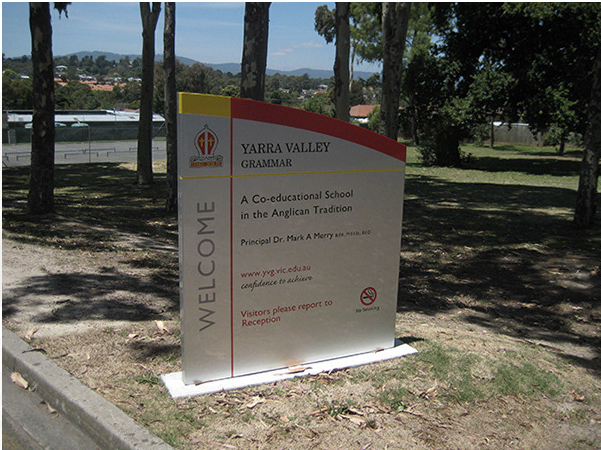 YARRA VALLEY
GRAMMAR
WELCOME
A Co-educational School
in the Anglican Tradition
Principal Dr. Mark A Merry
www.yvg.vic.edu.au
confidence to achieve
Visitors please report to
Reception
No Smoking